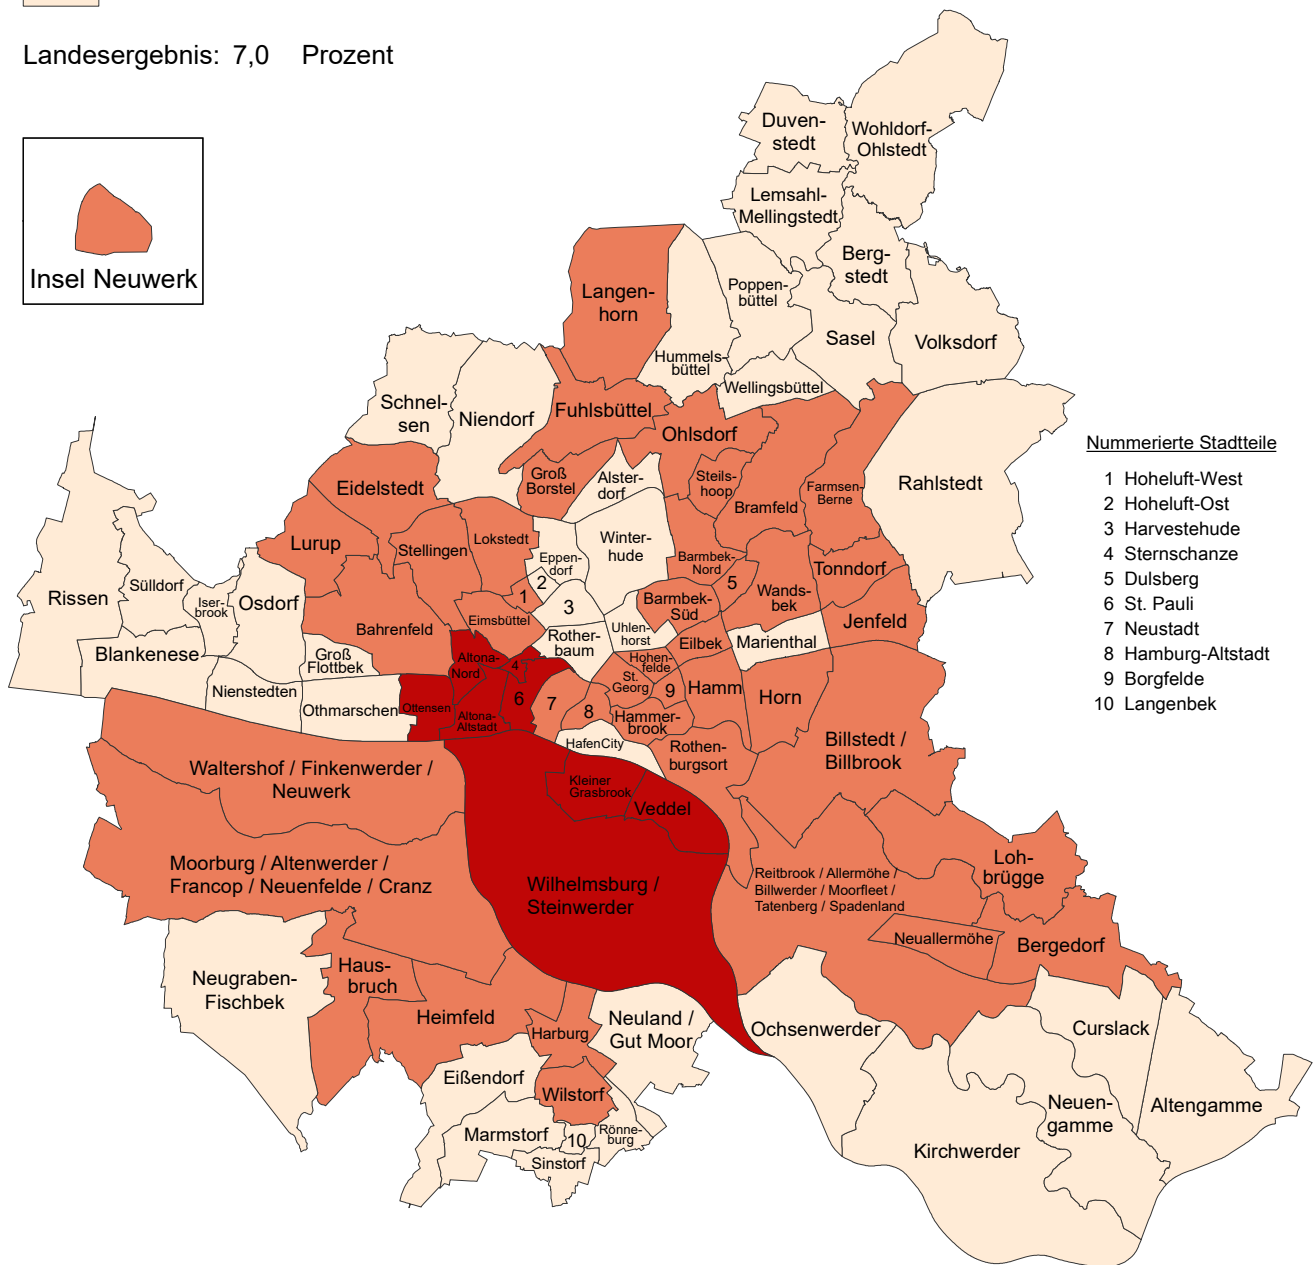 Landesergebnis: 7,0 Prozent
Insel Neuwerk
Duven-
stedt
Wohldorf-
Ohlstedt
Lemsahl-
Mellingstedt
Berg-
stedt
Langen-
horn
Poppen-
büttel
Hummels-
büttel
Sasel
Volksdorf
Wellingsbüttel
Schnel-
sen
Niendorf
Fuhlsbüttel
Ohlsdorf
Nummerierte Stadtteile
1 Hoheluft-West
2 Hoheluft-Ost
3 Harvestehude
4 Sternschanze
5 Dulsberg
6 St. Pauli
7 Neustadt
8 Hamburg-Altstadt
9 Borgfelde
10 Langenbek
Eidelstedt
Groß
Borstel
Alster-
dorf
Steils-
hoop
Bramfeld
Farmsen-
Berne
Rahlstedt
Lurup
Stellingen
Lokstedt
Eppen-
dorf
Winter-
hude
Barmbek-
Nord
5
Wands-
bek
Tonndorf
Rissen
Sülldorf
Iser-
brook
Osdorf
Bahrenfeld
Eimsbüttel
1
2
3
Rother-
baum
Uhlen-
horst
Barmbek-
Süd
Eilbek
Marienthal
Jenfeld
Blankenese
Groß
Flottbek
Nienstedten
Othmarschen
Ottensen
Altona-
Nord
Altona-
Altstadt
4
6
7
8
Hohen-
felde
St.
Georg
9
Hamm
Horn
Hammer-
brook
HafenCity
Rothen-
burgsort
Billstedt /
Billbrook
Waltershof / Finkenwerder /
Neuwerk
Kleiner
Grasbrook
Veddel
Moorburg / Altenwerder /
Francop / Neuenfelde / Cranz
Wilhelmsburg /
Steinwerder
Reitbrook / Allermöhe /
Billwerder / Moorfleet /
Tatenberg / Spadenland
Loh-
brügge
Neuallermöhe
Bergedorf
Neugraben-
Fischbek
Haus-
bruch
Heimfeld
Harburg
Neuland /
Gut Moor
Ochsenwerder
Curslack
Eißendorf
Wilstorf
Neuen-
gamme
Altengamme
Marmstorf
10
Rönne-
burg
Sinstorf
Kirchwerder